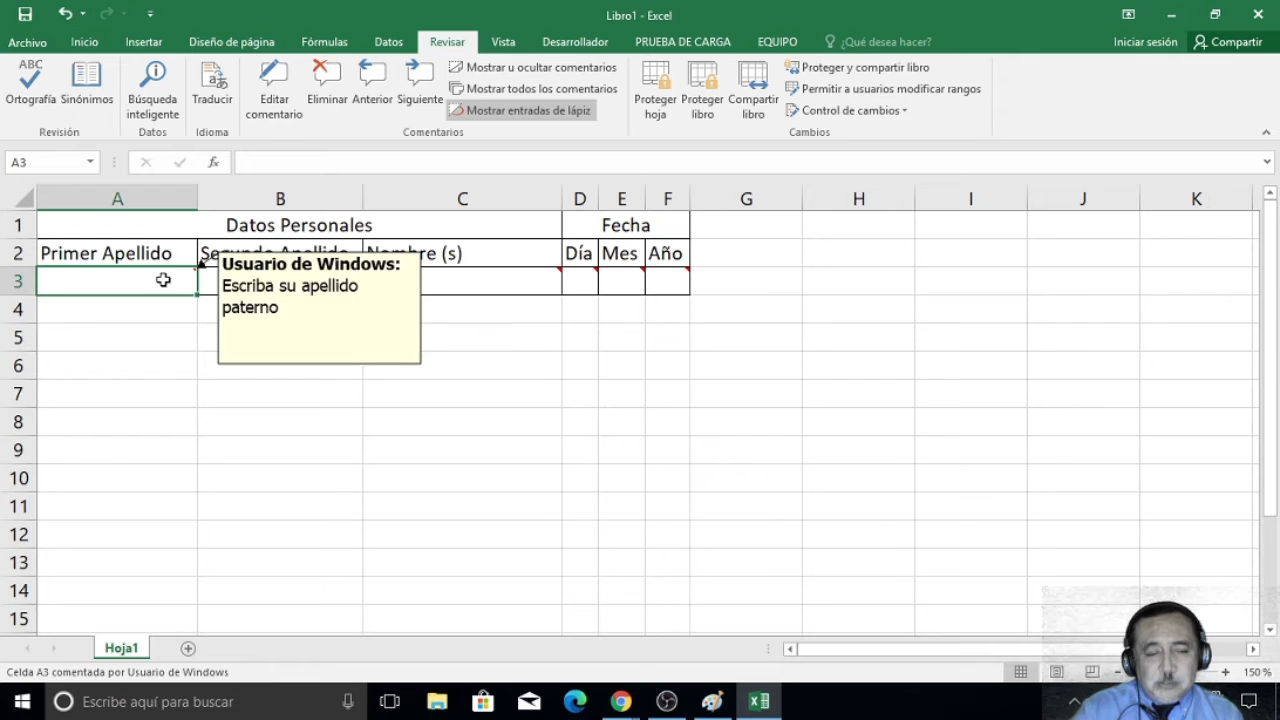 Libro1 - Excel
Archivo
Inicio
Insertar
Diseño de página
Fórmulas
Datos
Revisar
Vista
Desarrollador
PRUEBA DE CARGA
EQUIPO
¿Qué desea hacer?
Iniciar sesión
Compartir
ABC
Ortografía
Sinónimos
Búsqueda
inteligente
Traducir
Editar
comentario
Eliminar
Anterior
Siguiente
Mostrar u ocultar comentarios
Mostrar todos los comentarios
Mostrar entradas de lápiz
Proteger
hoja
Proteger
libro
Compartir
libro
Proteger y compartir libro
Permitir a usuarios modificar rangos
Control de cambios
Revisión
Datos
Idioma
Comentarios
Cambios
A3
fx
A B C D E F G H I J K
1 Datos Personales Fecha
2 Primer Apellido Segundo Apellido Nombre (s) Día Mes Año
3
Usuario de Windows:
Escriba su apellido
paterno
4
5
6
7
8
9
10
11
12
13
14
15
Hoja1
Celda A3 comentada por Usuario de Windows
150 %
Escribe aquí para buscar